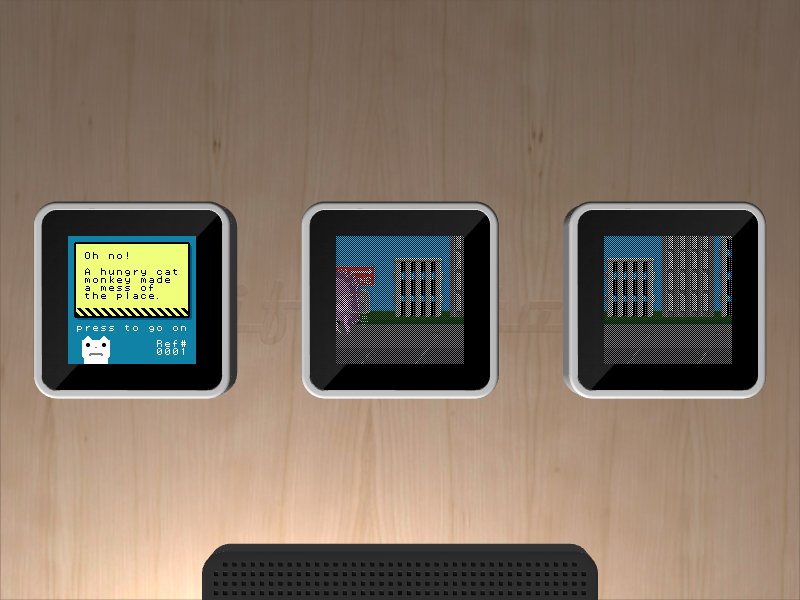 Oh no!
A hungry cat
monkey made
a mess of
the place.
press to go on
Ref#
0001